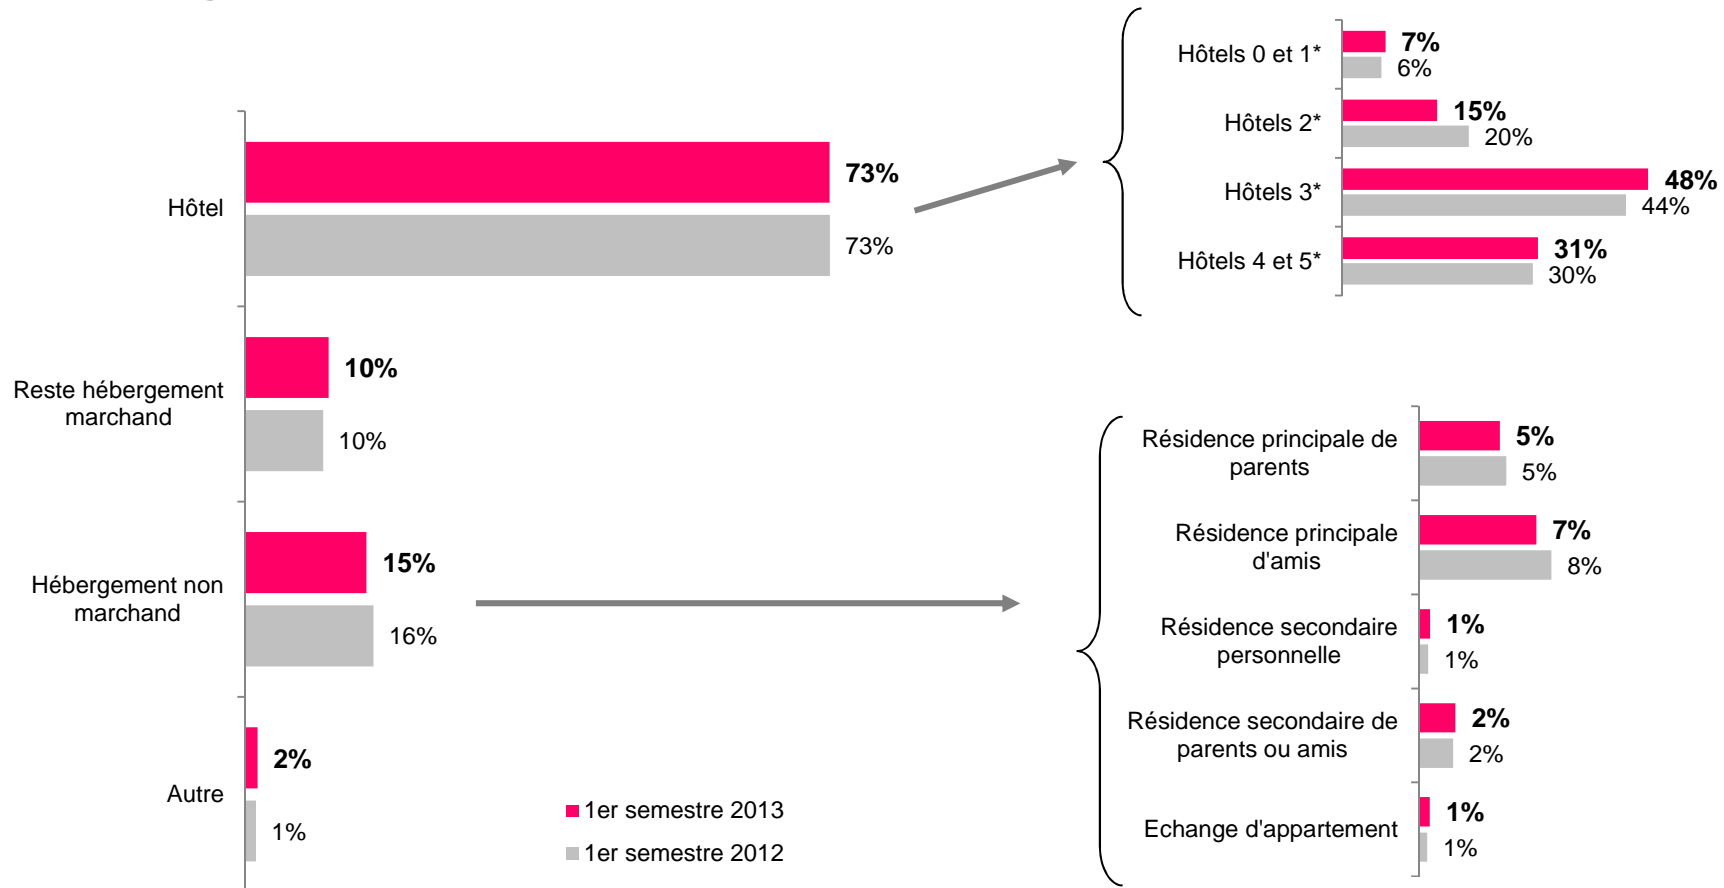 Hôtel
73%
73%
Reste hébergement
marchand
10%
10%
Hébergement non
marchand
15%
16%
Autre
2%
1%
1er semestre 2013
1er semestre 2012
Hôtels 0 et 1*
7%
6%
Hôtels 2*
15%
20%
Hôtels 3*
48%
44%
Hôtels 4 et 5*
31%
30%
Résidence principale de
parents
5%
5%
Résidence principale
d'amis
7%
8%
Résidence secondaire
personnelle
1%
1%
Résidence secondaire de
parents ou amis
2%
2%
Echange d'appartement
1%
1%